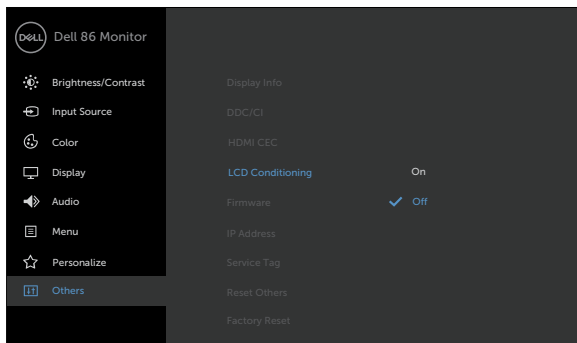 DELL Dell 86 Monitor
Brightness/Contrast Display Info
Input Source DDC/CI
Color HDMI CEC
Display LCD Conditioning On
Audio Firmware Off
Menu IP Address
Personalize Service Tag
Others Reset Others
Factory Reset